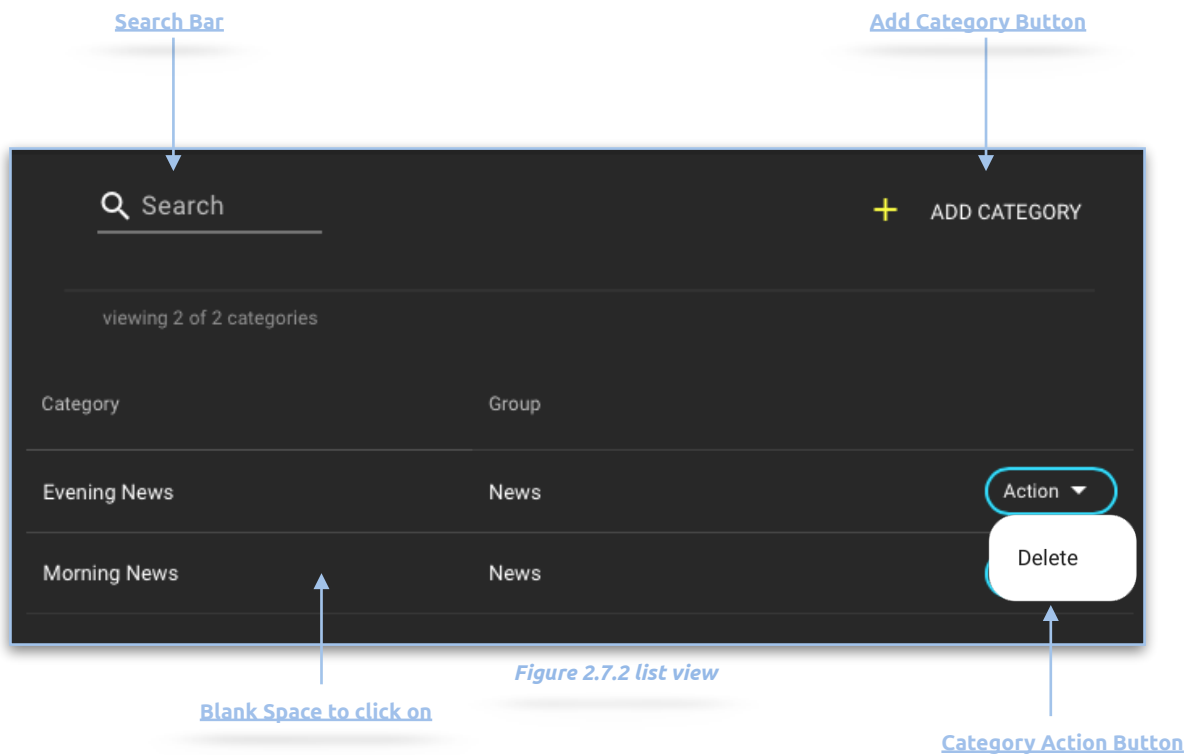 Search Bar
Add Category Button
Search
ADD CATEGORY
viewing 2 of 2 categories
Category
Group
Evening News
News
Action
Delete
Morning News
News
Figure 2.7.2 list view
Blank Space to click on
Category Action Button